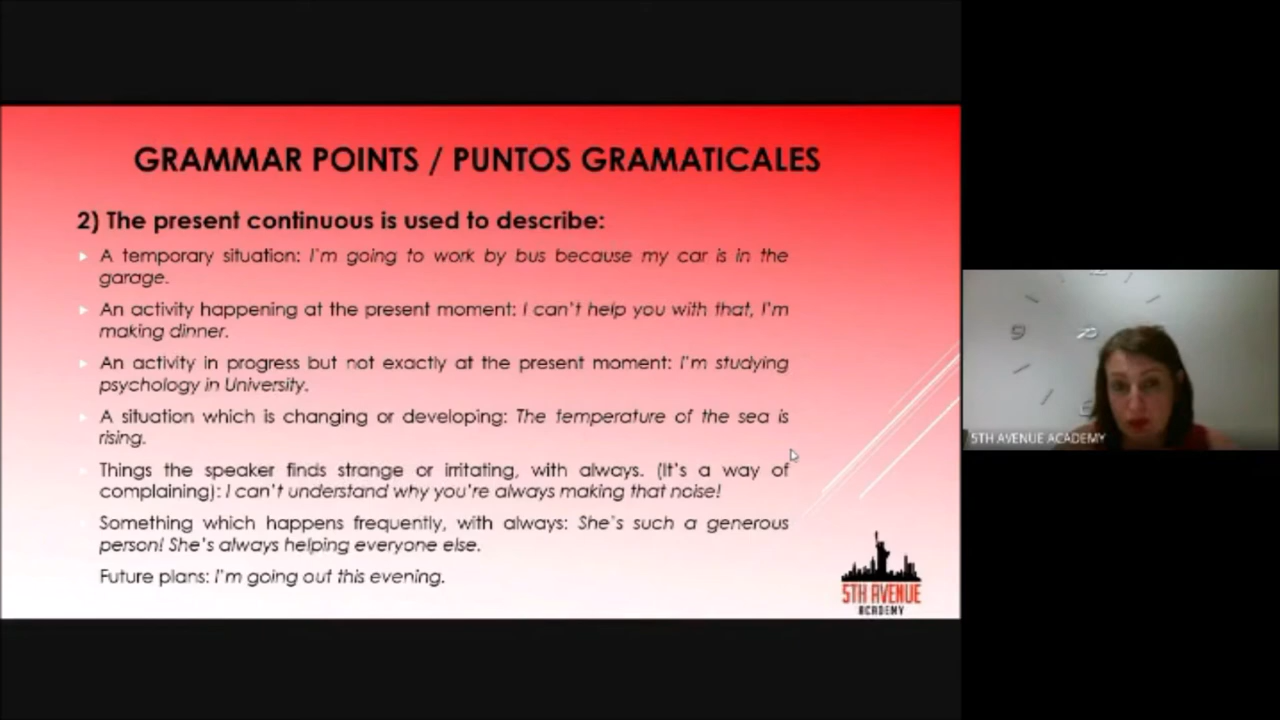 GRAMMAR POINTS / PUNTOS GRAMATICALES
2) The present continuous is used to describe:
A temporary situation: I'm going to work by bus because my car is in the
garage.
An activity happening at the present moment: I can't help you with that, I'm
making dinner.
An activity in progress but not exactly at the present moment: I'm studying
psychology in University.
A situation which is changing or developing: The temperature of the sea is
rising.
Things the speaker finds strange or irritating, with always. (It's a way of
complaining): I can't understand why you're always making that noise!
Something which happens frequently, with always: She's such a generous
person! She's always helping everyone else.
Future plans: I'm going out this evening.
5TH AVENUE
ACADEMY
5TH AVENUE ACADEMY